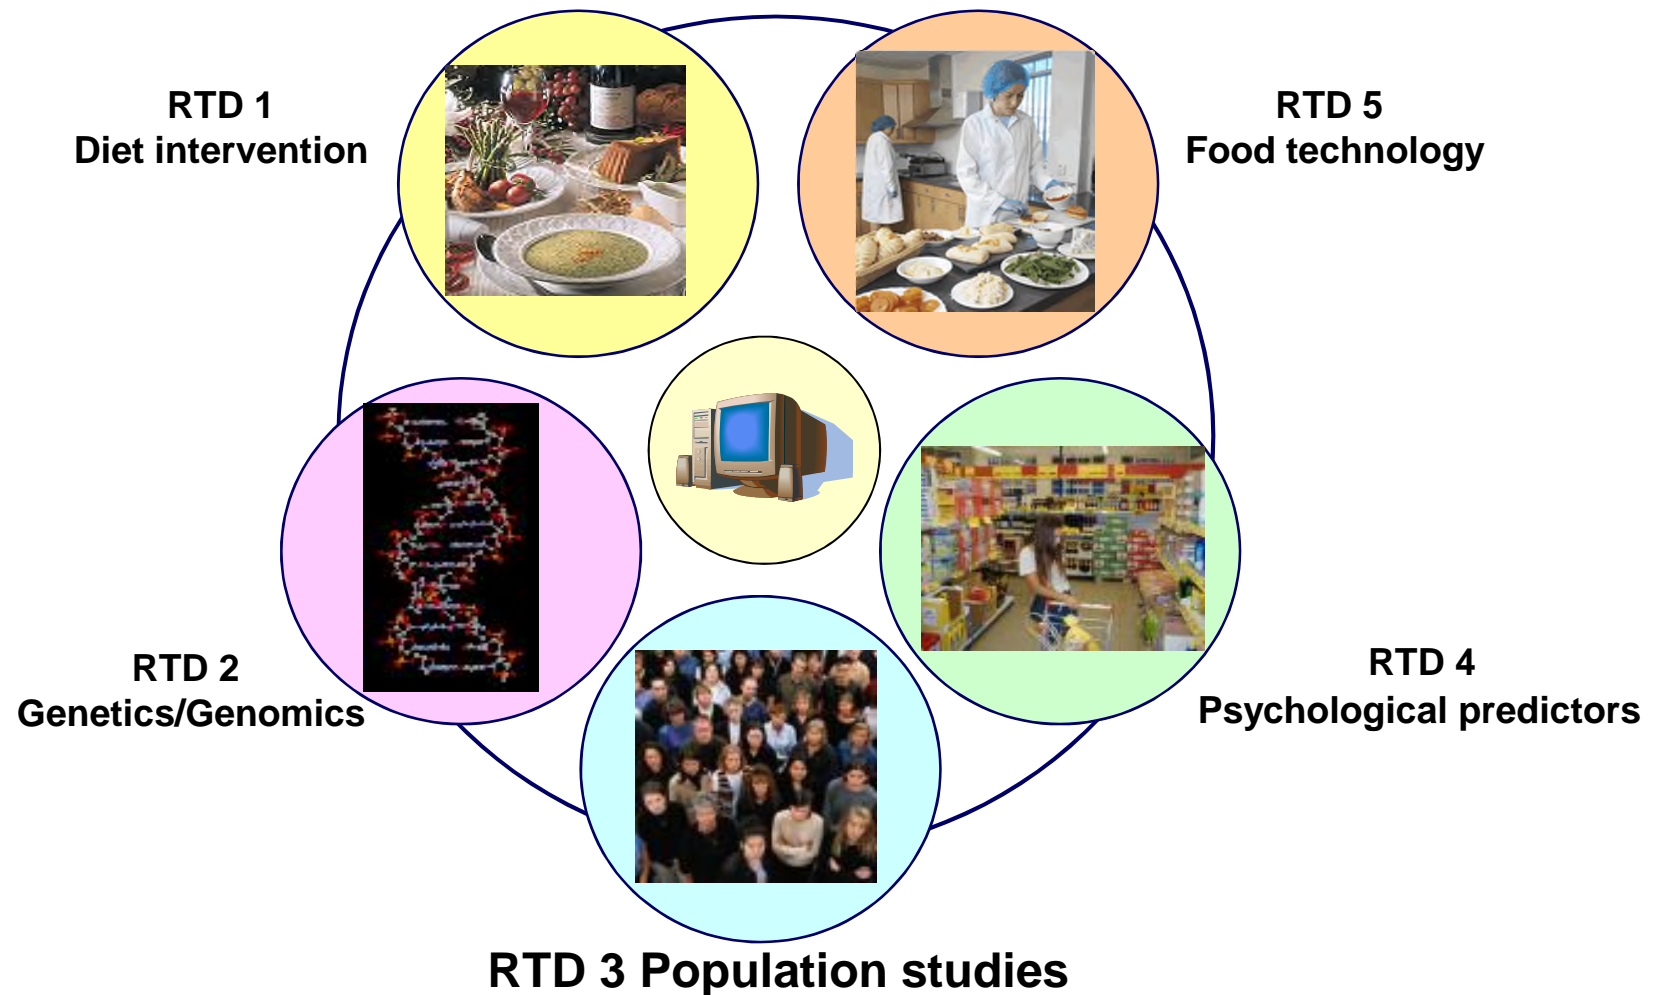 RTD 1
Diet intervention
RTD 5
Food technology
RTD 2
Genetics/Genomics
RTD 4
Psychological predictors
RTD 3 Population studies